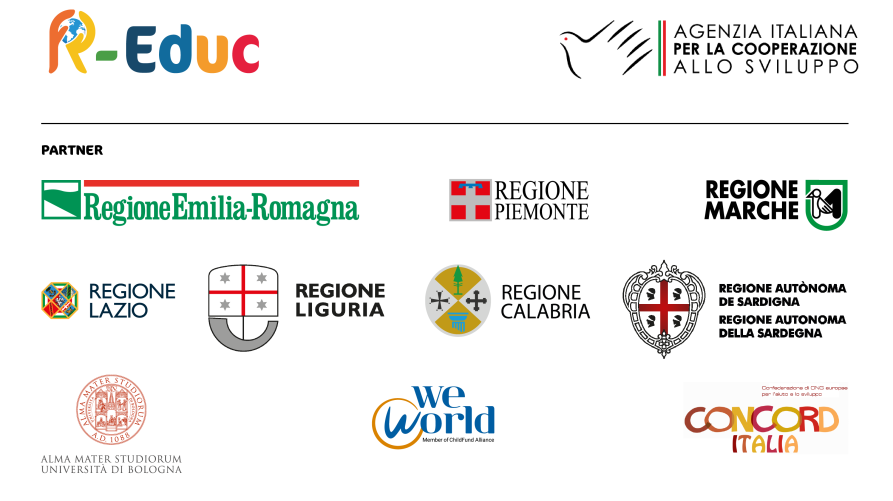 R-Educ
AGENZIA ITALIANA
PER LA COOPERAZIONE
ALLO SVILUPPO
PARTNER
RegioneEmilia-Romagna
REGIONE
PIEMONTE
REGIONE
MARCHE
REGIONE
LAZIO
REGIONE
LIGURIA
REGIONE
CALABRIA
REGIONE AUTÒNOMA
DE SARDIGNA
REGIONE AUTONOMA
DELLA SARDEGNA
ALMA MATER STUDIORUM
A.D. 1088
ALMA MATER STUDIORUM
UNIVERSITÀ DI BOLOGNA
we
world
Member of ChildFund Alliance
Confederazione di ONG europee
per l'aiuto e lo sviluppo
CONCORD
ITALIA